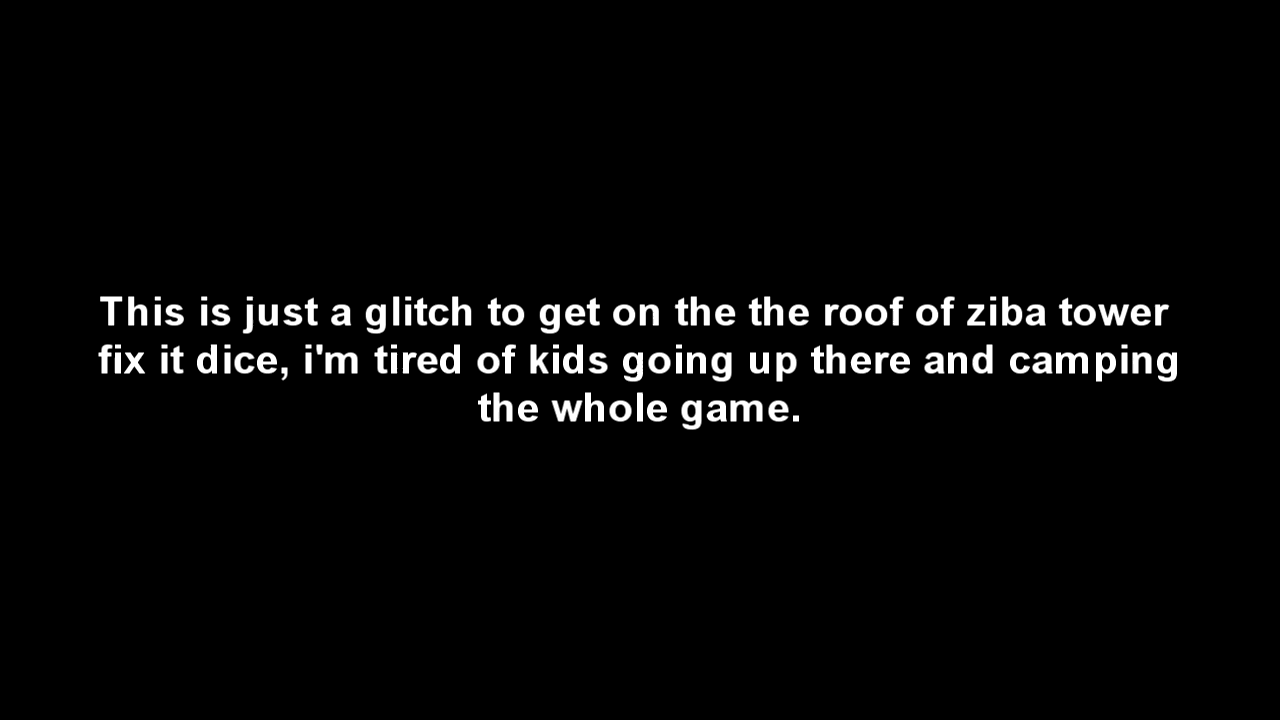 This is just a glitch to get on the the roof of ziba tower
fix it dice, i'm tired of kids going up there and camping
the whole game.